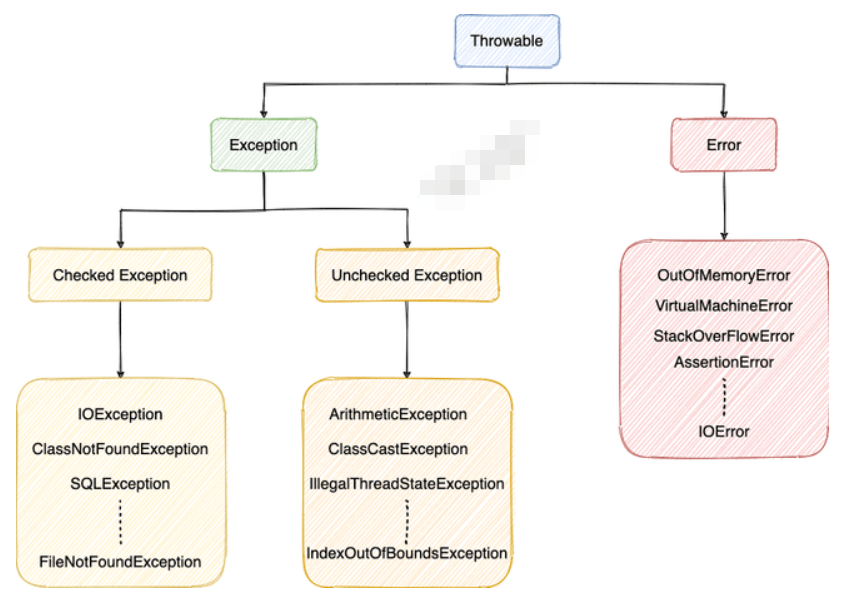 Throwable
Exception
Error
Checked Exception
Unchecked Exception
OutOfMemoryError
VirtualMachineError
StackOverFlowError
AssertionError
IOError
IOException
ClassNotFoundException
SQLException
FileNotFoundException
ArithmeticException
ClassCastException
IllegalThreadStateException
IndexOutOfBoundsException